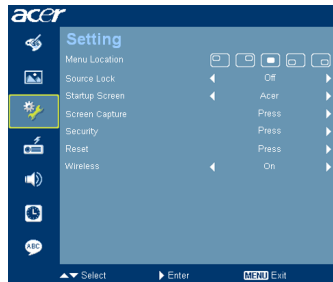 acer
Setting
Menu Location
Source Lock Off
Startup Screen Acer
Screen Capture Press
Security Press
Reset Press
Wireless On
ABC
Select Enter MENU Exit